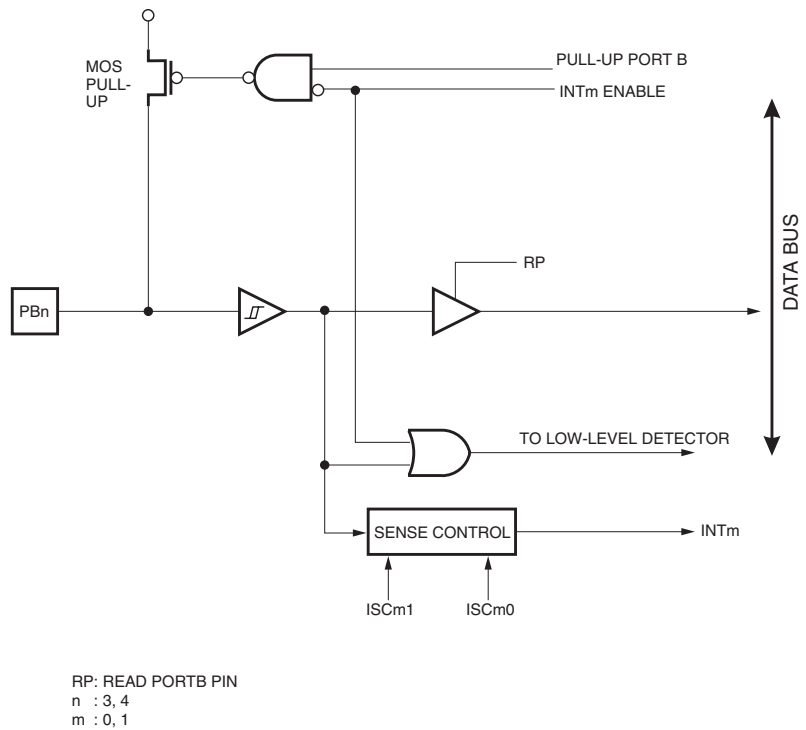 MOS
PULL-
UP
PULL-UP PORT B
INTm ENABLE
RP
DATA BUS
PBn
TO LOW-LEVEL DETECTOR
SENSE CONTROL
INTm
ISCm1
ISCm0
RP: READ PORTB PIN
n : 3, 4
m : 0, 1